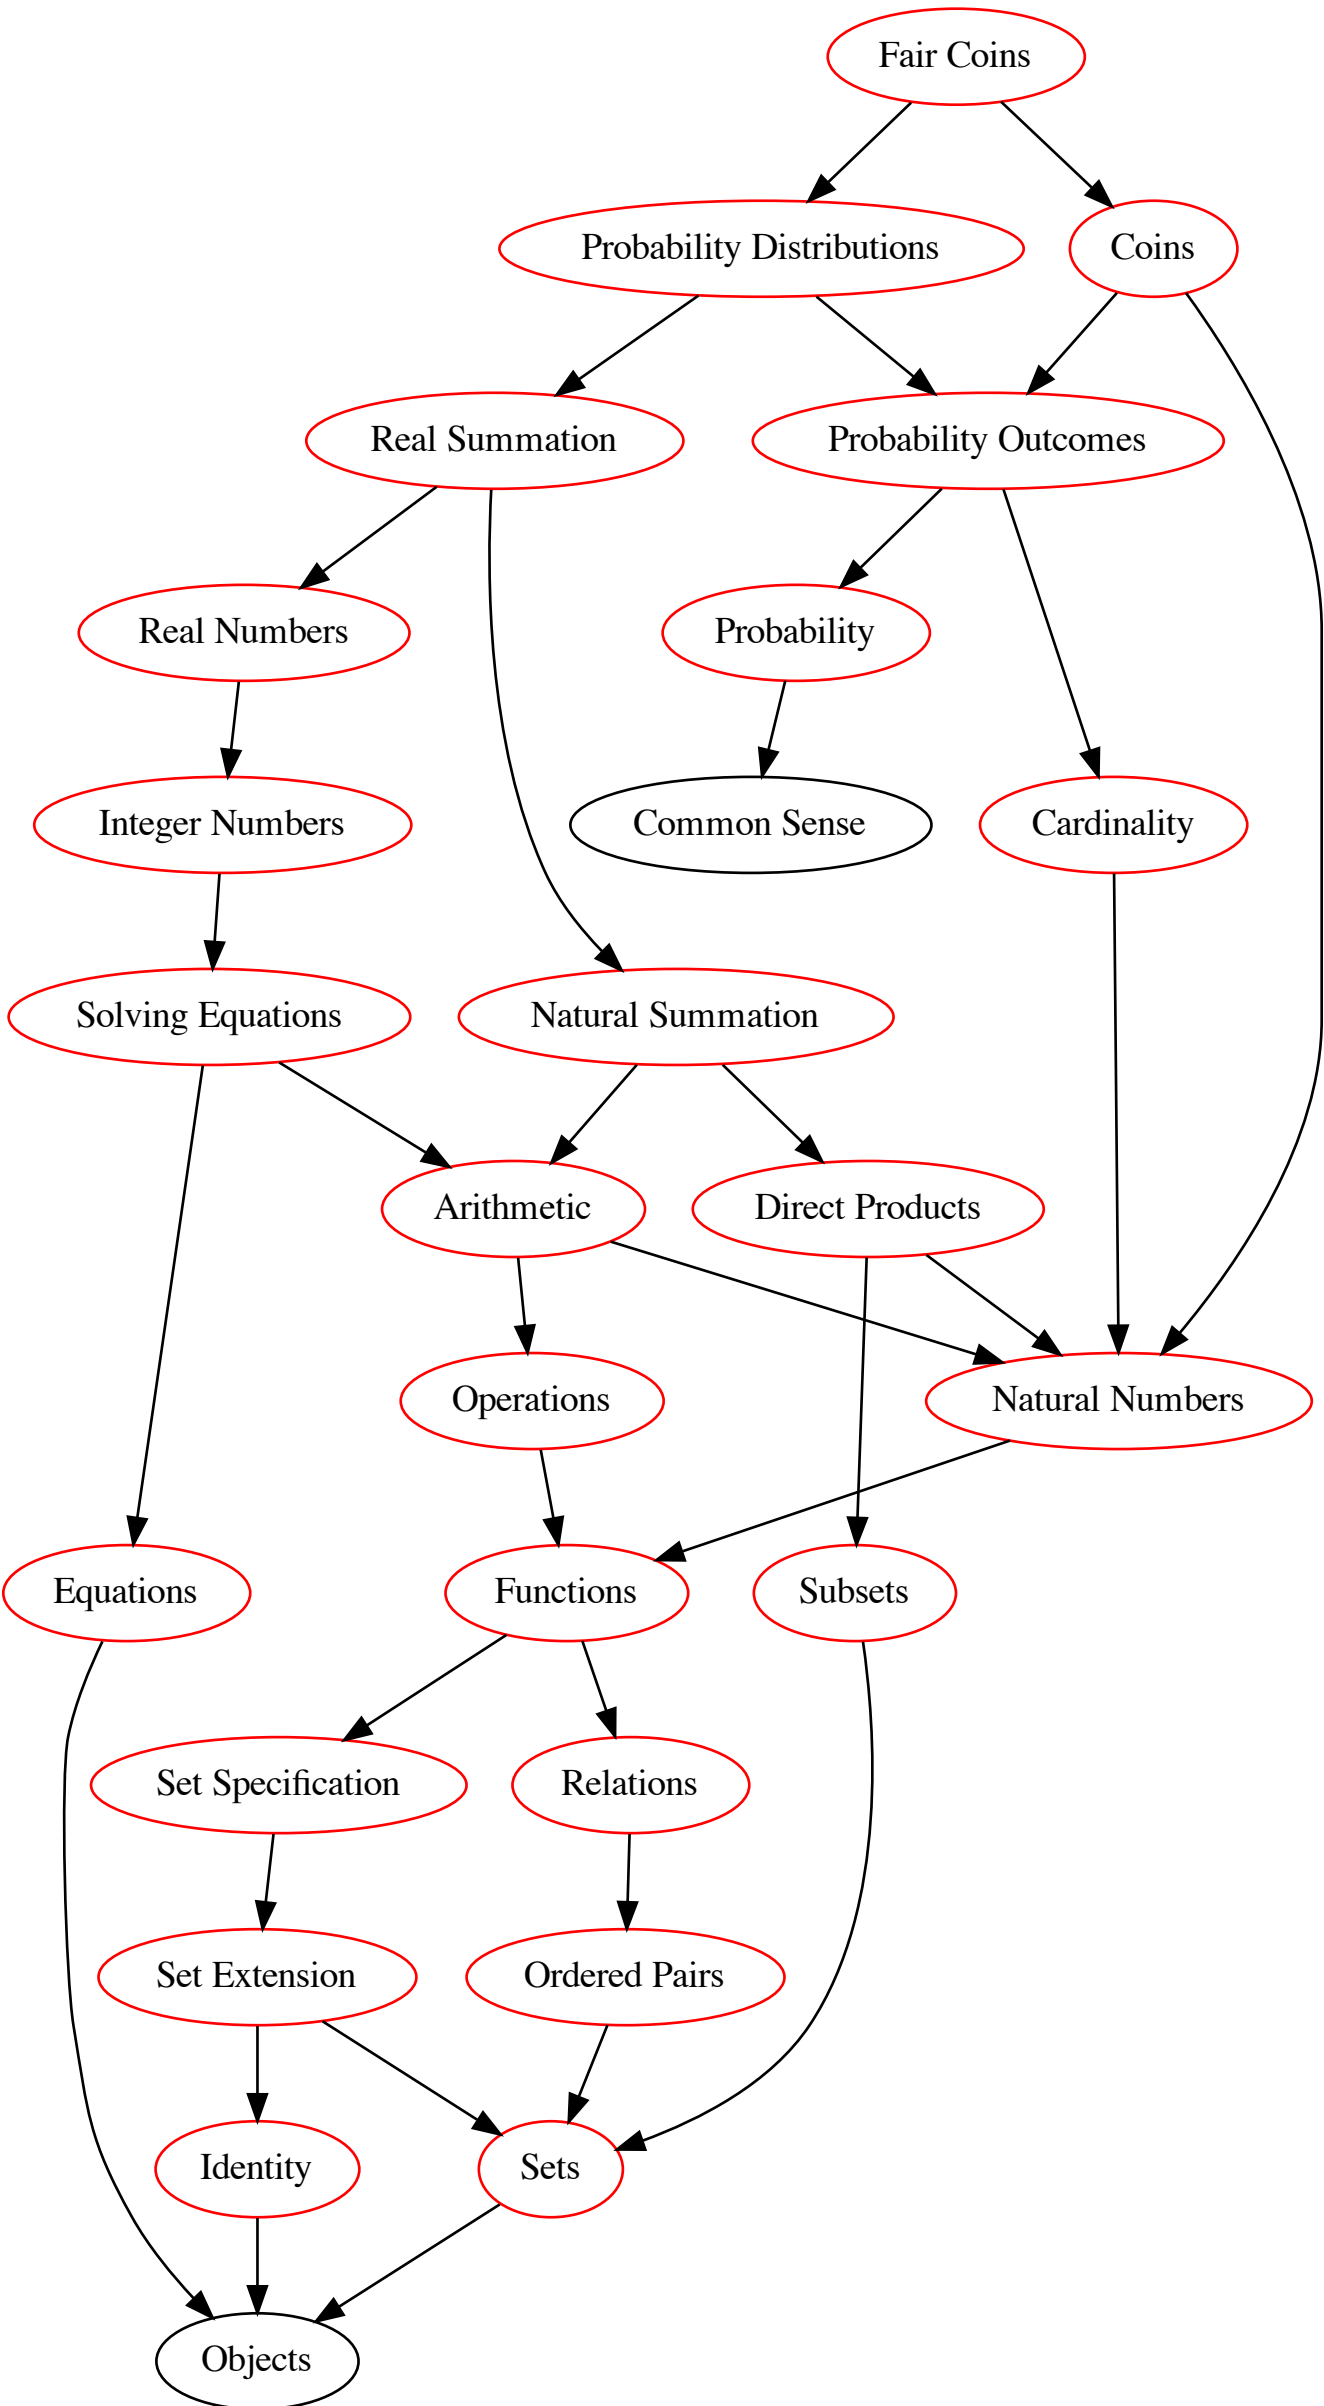 Fair Coins
Probability Distributions
Coins
Real Summation
Probability Outcomes
Real Numbers
Probability
Integer Numbers
Common Sense
Cardinality
Solving Equations
Natural Summation
Arithmetic
Direct Products
Operations
Natural Numbers
Equations
Functions
Subsets
Set Specification
Relations
Set Extension
Ordered Pairs
Identity
Sets
Objects